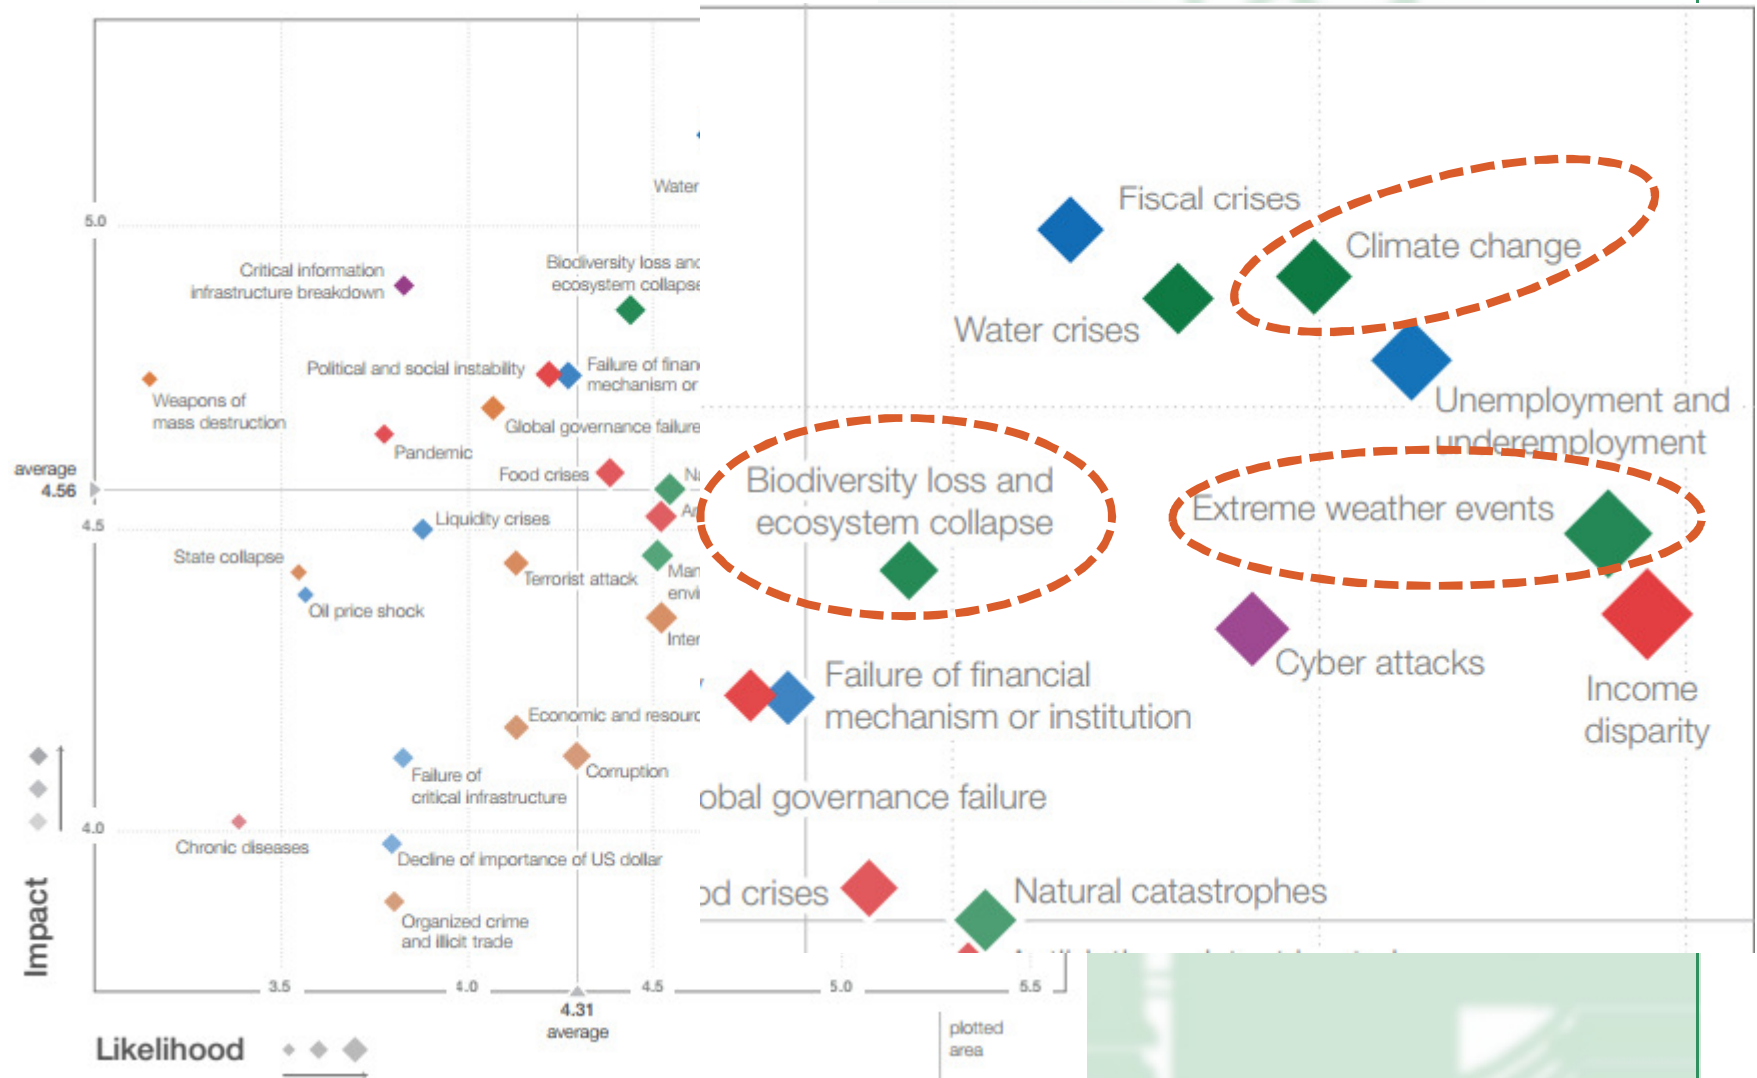 Water
5.0
Critical information
infrastructure breakdown
Biodiversity loss and
ecosystem collapse
Political and social instability
Failure of finan
mechanism or
Weapons of
mass destruction
Global governance failure
Pandemic
average
4.56
Food crises
Na
4.5
Liquidity crises
Ar
State collapse
Terrorist attack
Man
envi
Oil price shock
Inter
Economic and resourc
Failure of
critical infrastructure
Corruption
4.0
Chronic diseases
Decline of importance of US dollar
Organized crime
and illicit trade
Impact
3.5
4.0
4.5
5.0
5.5
4.31
average
Likelihood
plotted
area
Fiscal crises
Climate change
Water crises
Unemployment and
underemployment
Biodiversity loss and
ecosystem collapse
Extreme weather events
Cyber attacks
Income
disparity
Failure of financial
mechanism or institution
obal governance failure
od crises
Natural catastrophes